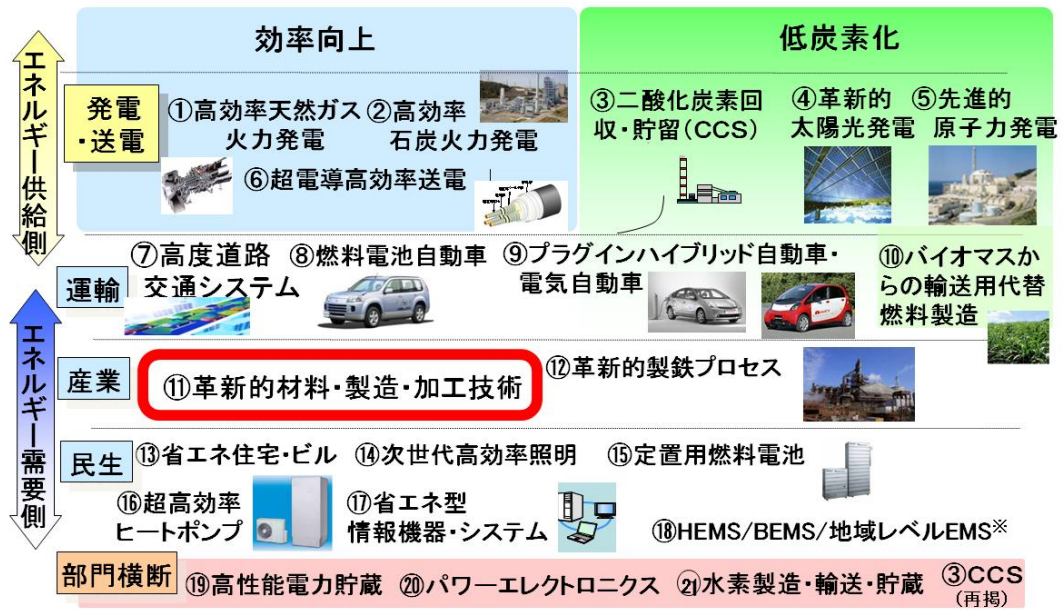 効率向上
低炭素化
エネルギー供給側
発電
・送電
①高効率天然ガス
火力発電
②高効率
石炭火力発電
③二酸化炭素回
収・貯留(CCS)
④革新的
太陽光発電
⑤先進的
原子力発電
⑥超電導高効率送電
運輸
⑦高度道路
交通システム
⑧燃料電池自動車
⑨プラグインハイブリッド自動車・
電気自動車
⑩バイオマスか
らの輸送用代替
燃料製造
エネルギー需要側
産業
⑪革新的材料・製造・加工技術
⑫革新的製鉄プロセス
民生
⑬省エネ住宅・ビル
⑭次世代高効率照明
⑮定置用燃料電池
⑯超高効率
ヒートポンプ
⑰省エネ型
情報機器・システム
⑱HEMS/BEMS/地域レベルEMS※
部門横断
⑲高性能電力貯蔵
⑳パワーエレクトロニクス
㉑水素製造・輸送・貯蔵
③CCS
(再掲)